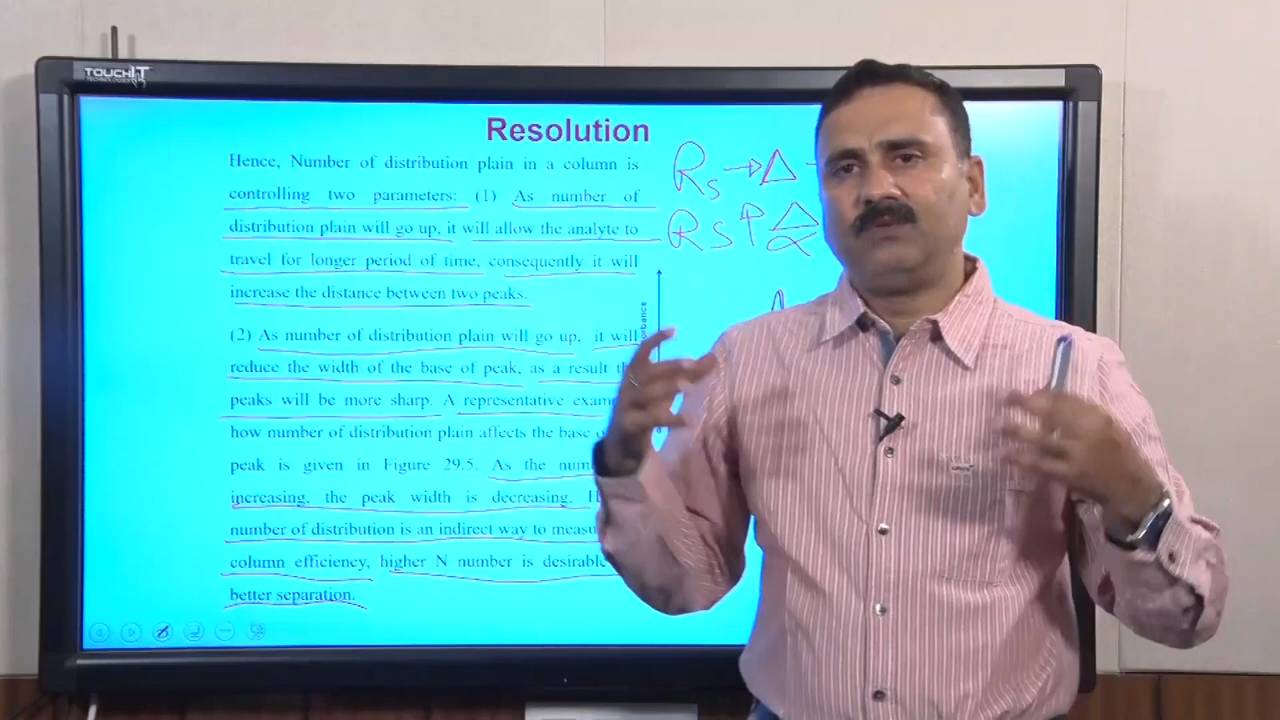 TOUCHIT
TECHNOLOGIES
Resolution
Hence, Number of distribution plain in a column is
controlling two parameters: (1) As number of
distribution plain will go up, it will allow the analyte to
travel for longer period of time, consequently it will
increase the distance between two peaks.
(2) As number of distribution plain will go up, it will
reduce the width of the base of peak, as a result
peaks will be more sharp. A representative
how number of distribution plain affects the base
peak is given in Figure 29.5. As the
increasing, the peak width is decreasing.
number of distribution is an indirect way to
column efficiency, higher N number is desirable
better separation.
Rs → Δ
Rs ↑ Δ
α